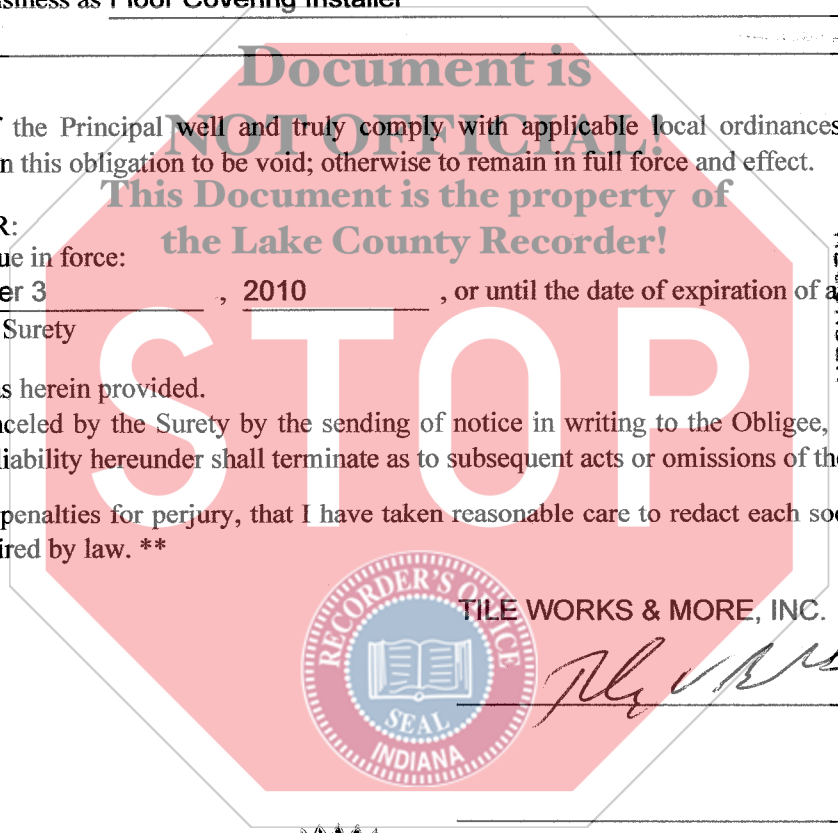 Floor Covering Installer
Document is
f the Principal well and truly comply with applicable local ordinances
NOT OFFICIAL!
n this obligation to be void; otherwise to remain in full force and effect.
This Document is the property of
R:
the Lake County Recorder!
ue in force:
er 3 , 2010 , or until the date of expiration of a
Surety
STOP
s herein provided.
nceled by the Surety by the sending of notice in writing to the Obligee,
liability hereunder shall terminate as to subsequent acts or omissions of the
penalties for perjury, that I have taken reasonable care to redact each soc
ired by law. **
RECORDER'S OFFICE
TILE WORKS & MORE, INC.
SEAL
INDIANA